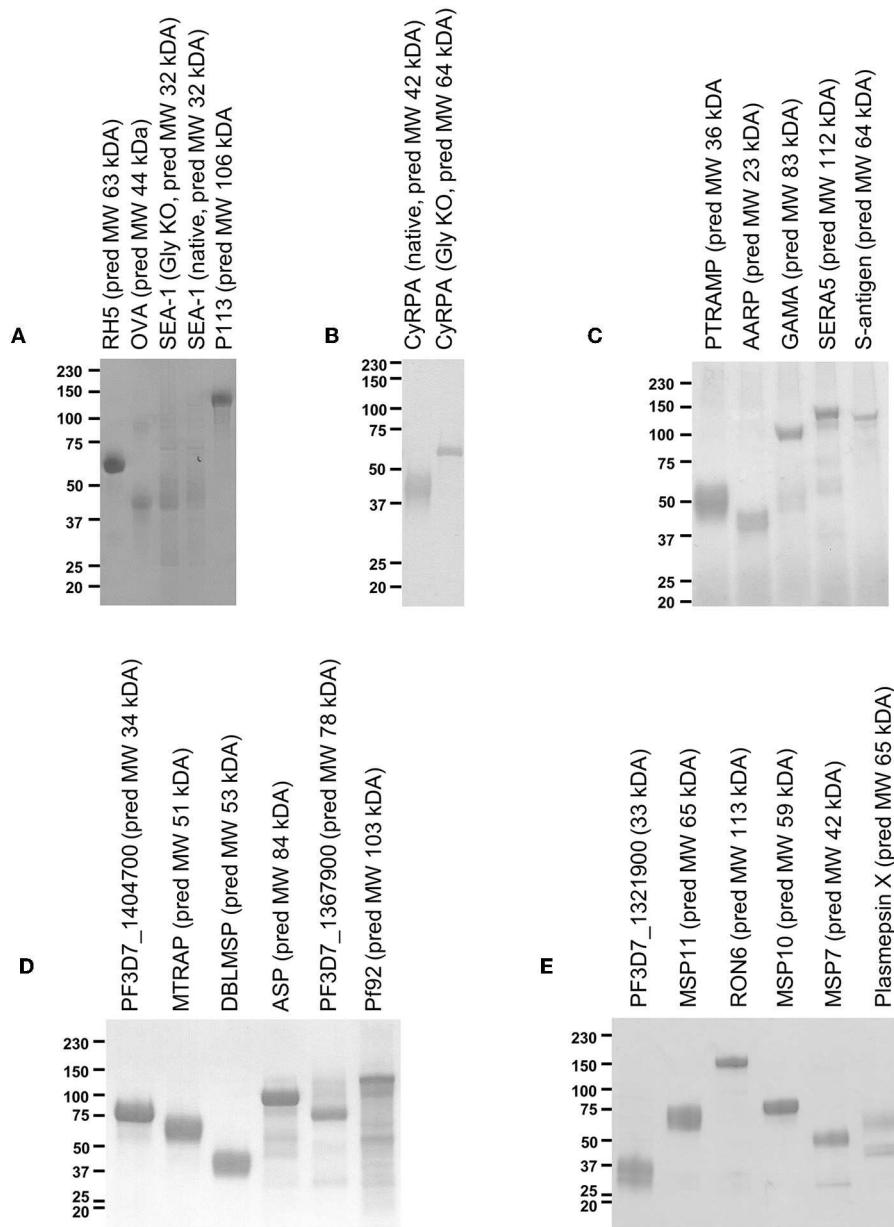 A
RH5 (pred MW 63 kDA)
OVA (pred MW 44 kDa)
SEA-1 (Gly KO, pred MW 32 kDA)
SEA-1 (native, pred MW 32 kDA)
P113 (pred MW 106 kDA
230
150
100
75
50
37
25
20
B
CyRPA (native, pred MW 42 kDA)
CyRPA (Gly KO, pred MW 64 kDA)
230
150
100
75
50
37
25
20
C
PTRAMP (pred MW 36 kDA
AARP (pred MW 23 kDA)
GAMA (pred MW 83 kDA)
SERA5 (pred MW 112 kDA)
S-antigen (pred MW 64 kDA)
230
150
100
75
50
37
25
20
D
PF3D7_1404700 (pred MW 34 kDA)
MTRAP (pred MW 51 kDA)
DBLMSP (pred MW 53 kDA)
ASP (pred MW 84 kDA)
PF3D7_1367900 (pred MW 78 kDA)
Pf92 (pred MW 103 kDA)
230
150
100
75
50
37
25
20
E
PF3D7_1321900 (33 kDA)
MSP11 (pred MW 65 kDA)
RON6 (pred MW 113 kDA)
MSP10 (pred MW 59 kDA)
MSP7 (pred MW 42 kDA)
Plasmepsin X (pred MW 65 kDA)
230
150
100
75
50
37
25
20